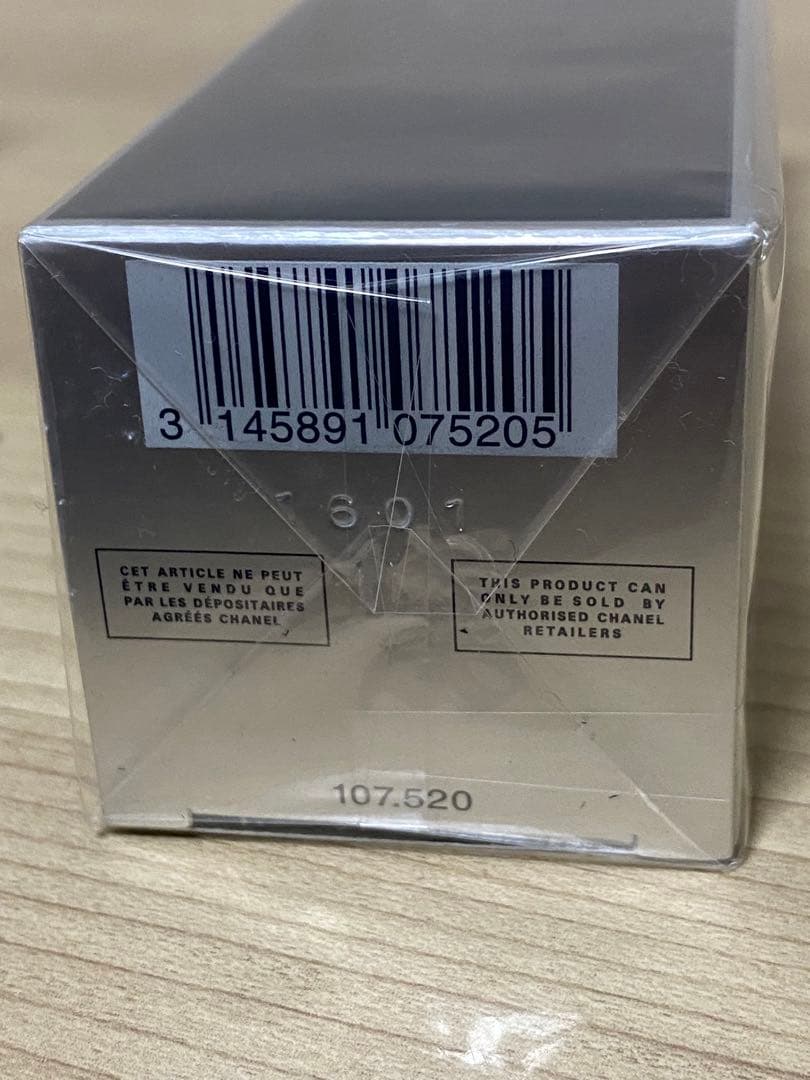 3 145891 075205
1601
CET ARTICLE NE PEUT
ÊTRE VENDU QUE
PAR LES DÉPOSITAIRES
AGRÉÉS CHANEL
THIS PRODUCT CAN
ONLY BE SOLD BY
AUTHORISED CHANEL
RETAILERS
107.520